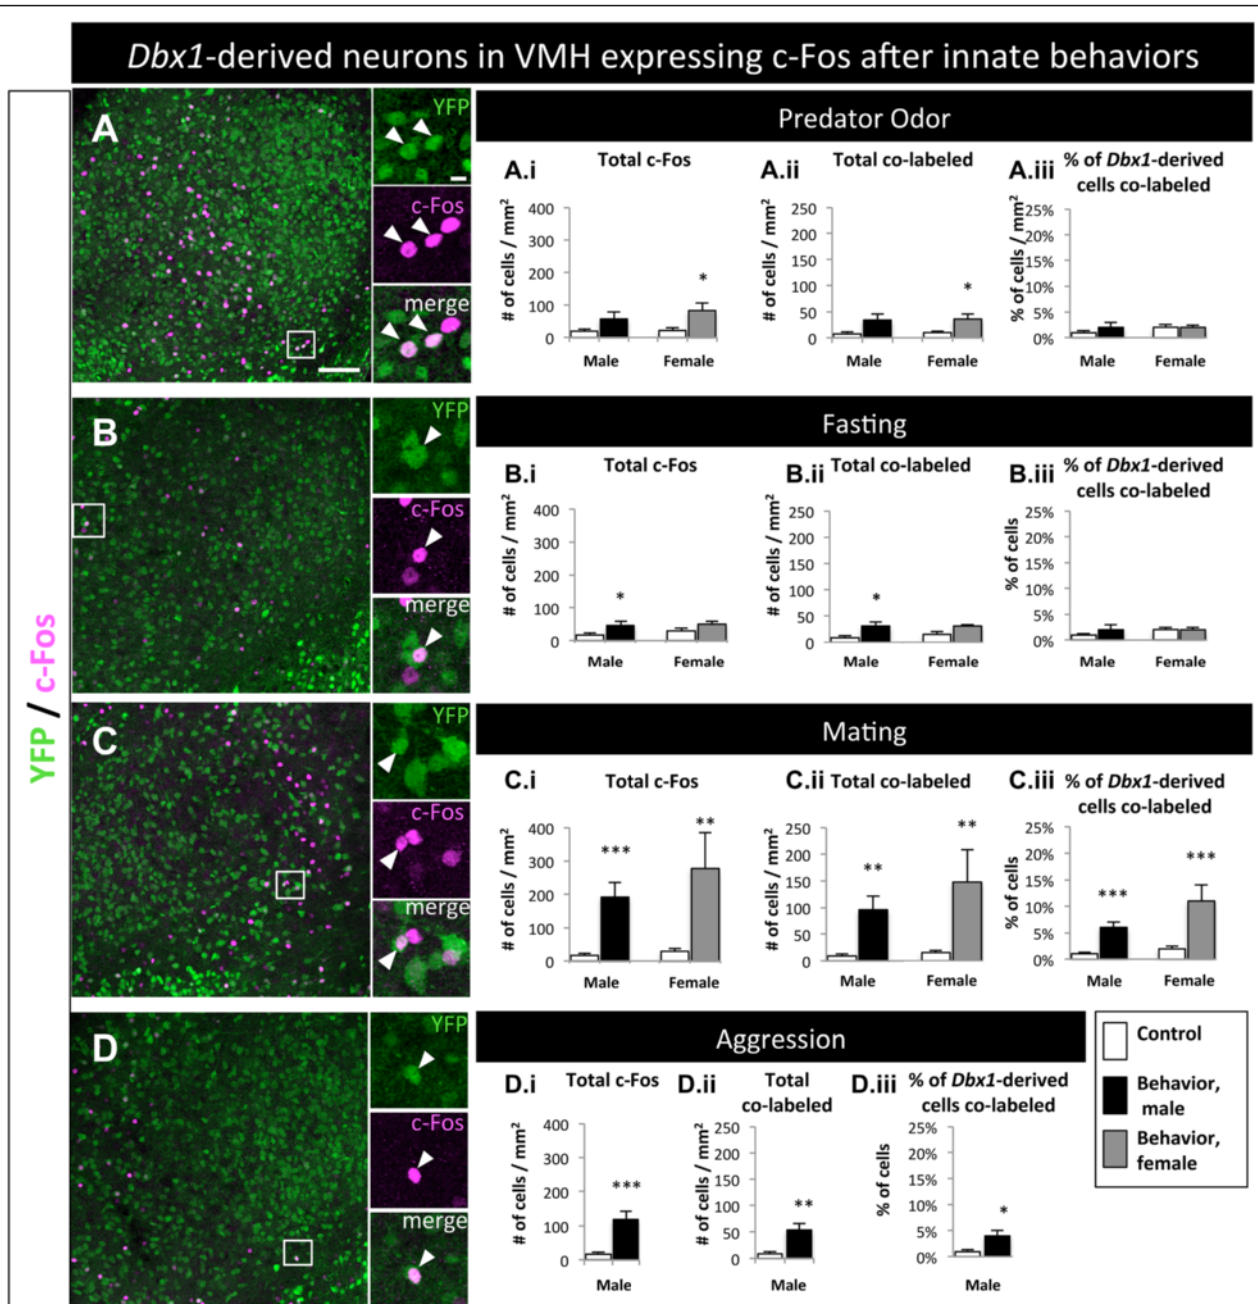 Dbx1-derived neurons in VMH expressing c-Fos after innate behaviors
YFP / c-Fos
A
YFP
c-Fos
merge
Predator Odor
A.i Total c-Fos
# of cells / mm²
400
300
200
100
0
*
Male Female
A.ii Total co-labeled
# of cells / mm²
250
200
150
100
50
0
*
Male Female
A.iii % of Dbx1-derived
cells co-labeled
% of cells / mm²
25%
20%
15%
10%
5%
0%
Male Female
B
YFP
c-Fos
merge
Fasting
B.i Total c-Fos
# of cells / mm²
400
300
200
100
0
*
Male Female
B.ii Total co-labeled
# of cells / mm²
250
200
150
100
50
0
*
Male Female
B.iii % of Dbx1-derived
cells co-labeled
% of cells
25%
20%
15%
10%
5%
0%
Male Female
C
YFP
c-Fos
merge
Mating
C.i Total c-Fos
# of cells / mm²
400
300
200
100
0
*** **
Male Female
C.ii Total co-labeled
# of cells / mm²
250
200
150
100
50
0
** **
Male Female
C.iii % of Dbx1-derived
cells co-labeled
% of cells
25%
20%
15%
10%
5%
0%
*** ***
Male Female
D
YFP
c-Fos
merge
Aggression
D.i Total c-Fos
# of cells / mm²
400
300
200
100
0
***
Male
D.ii Total
co-labeled
# of cells / mm²
250
200
150
100
50
0
**
Male
D.iii % of Dbx1-derived
cells co-labeled
% of cells
25%
20%
15%
10%
5%
0%
*
Male
Control
Behavior,
male
Behavior,
female